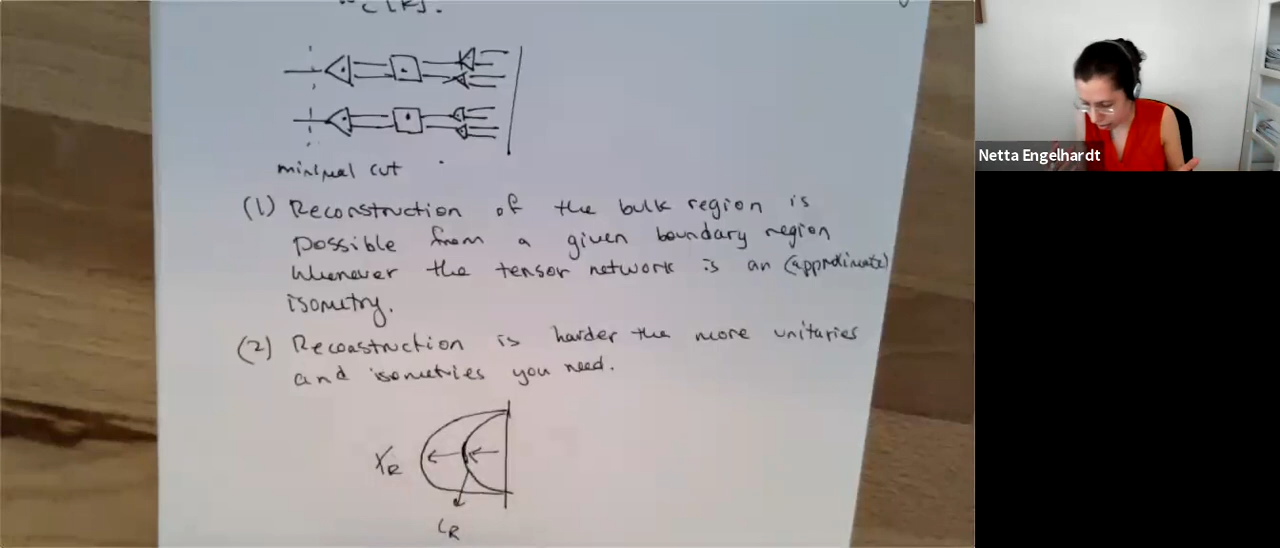 C[R].
minimal cut
(1) Reconstruction of the bulk region is
possible from a given boundary region
whenever the tensor network is an (approximate)
isometry.
(2) Reconstruction is harder the more unitaries
and isometries you need.
X_R
C_R
Netta Engelhardt